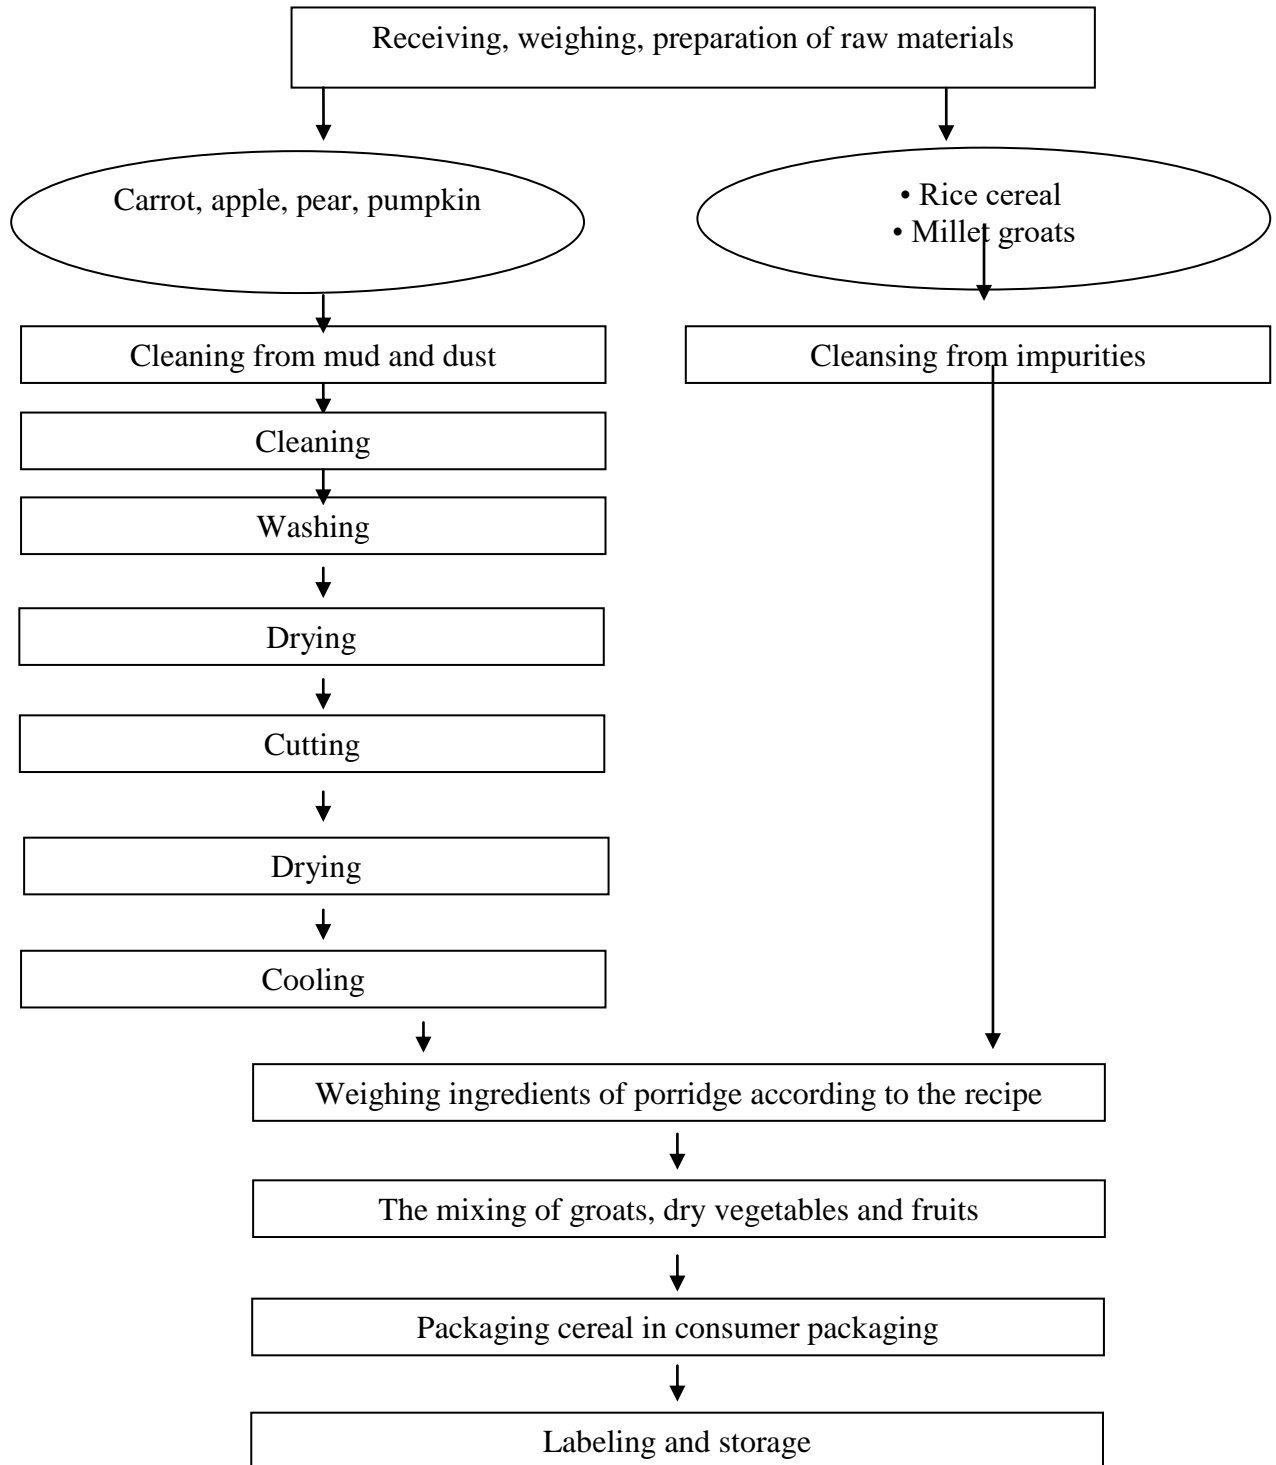 Receiving, weighing, preparation of raw materials
Carrot, apple, pear, pumpkin
• Rice cereal
• Millet groats
Cleaning from mud and dust
Cleansing from impurities
Cleaning
Washing
Drying
Cutting
Drying
Cooling
Weighing ingredients of porridge according to the recipe
The mixing of groats, dry vegetables and fruits
Packaging cereal in consumer packaging
Labeling and storage